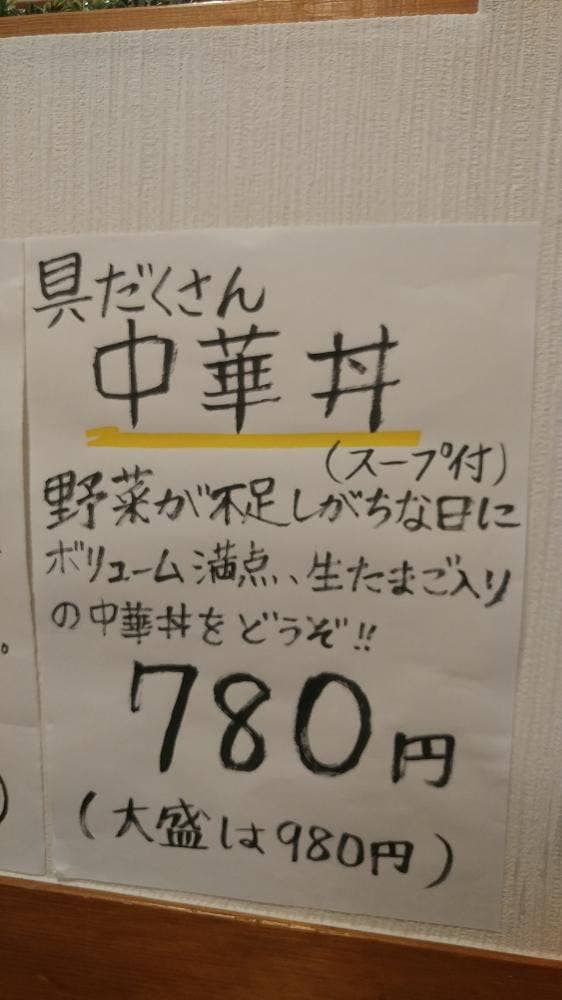 具だくさん
中華丼
(スープ付)
野菜が不足しがちな日に
ボリューム満点、生たまご入り
の中華丼をどうぞ!!
780円
(大盛は980円)